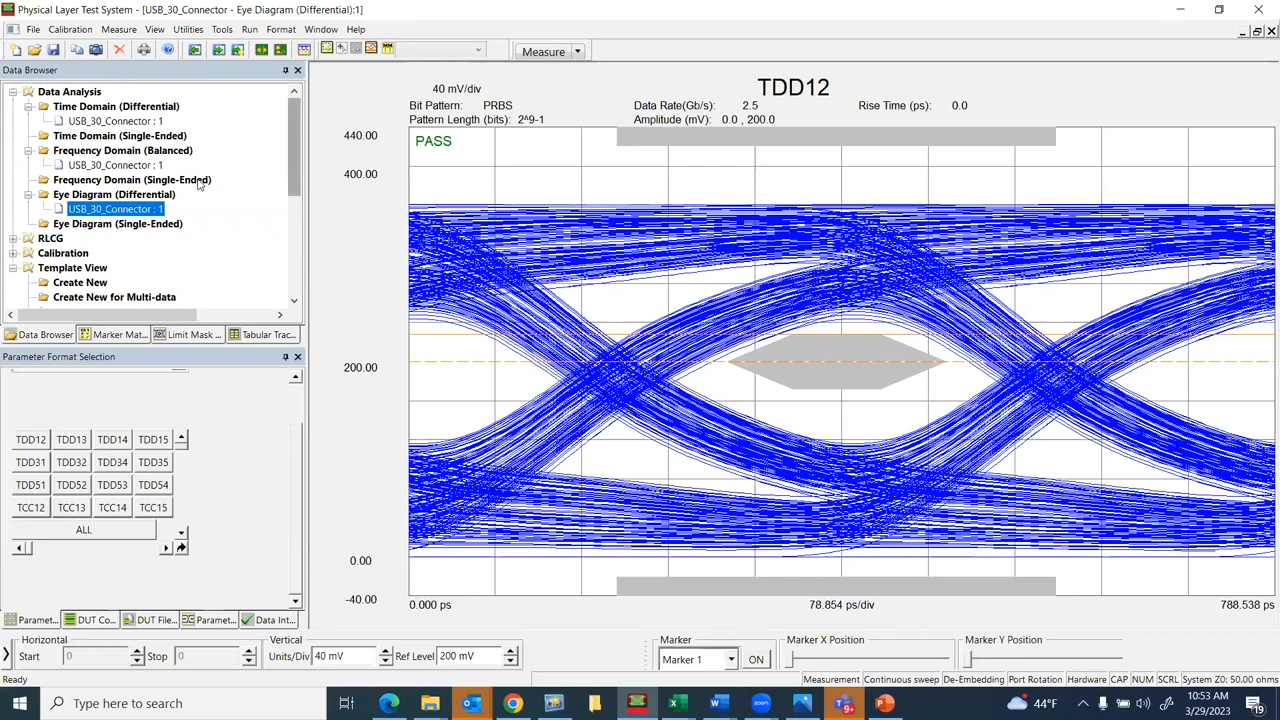 Physical Layer Test System - [USB_30_Connector - Eye Diagram (Differential):1]
File Calibration Measure View Utilities Tools Run Format Window Help
Measure
Data Browser
Data Analysis
Time Domain (Differential)
USB_30_Connector : 1
Time Domain (Single-Ended)
Frequency Domain (Balanced)
USB_30_Connector : 1
Frequency Domain (Single-Ended)
Eye Diagram (Differential)
USB_30_Connector : 1
Eye Diagram (Single-Ended)
RLCG
Calibration
Template View
Create New
Create New for Multi-data
Data Browser Marker Mat... Limit Mask ... Tabular Trac...
Parameter Format Selection
TDD12 TDD13 TDD14 TDD15
TDD31 TDD32 TDD34 TDD35
TDD51 TDD52 TDD53 TDD54
TCC12 TCC13 TCC14 TCC15
ALL
Paramet... DUT Co... DUT File... Paramet... Data Int...
TDD12
40 mV/div
Bit Pattern: PRBS Data Rate(Gb/s): 2.5 Rise Time (ps): 0.0
Pattern Length (bits): 2^9-1 Amplitude (mV): 0.0 , 200.0
PASS
440.00
400.00
200.00
0.00
-40.00
0.000 ps 78.854 ps/div 788.538 ps
Horizontal Vertical Marker Marker X Position Marker Y Position
Start 0 Stop 0 Units/Div 40 mV Ref Level 200 mV Marker 1 ON
Ready Measurement Continuous sweep De-Embedding Port Rotation Hardware CAP NUM SCRL System Z0: 50.00 ohms
Type here to search 9+ 44°F 10:53 AM
3/29/2023 19